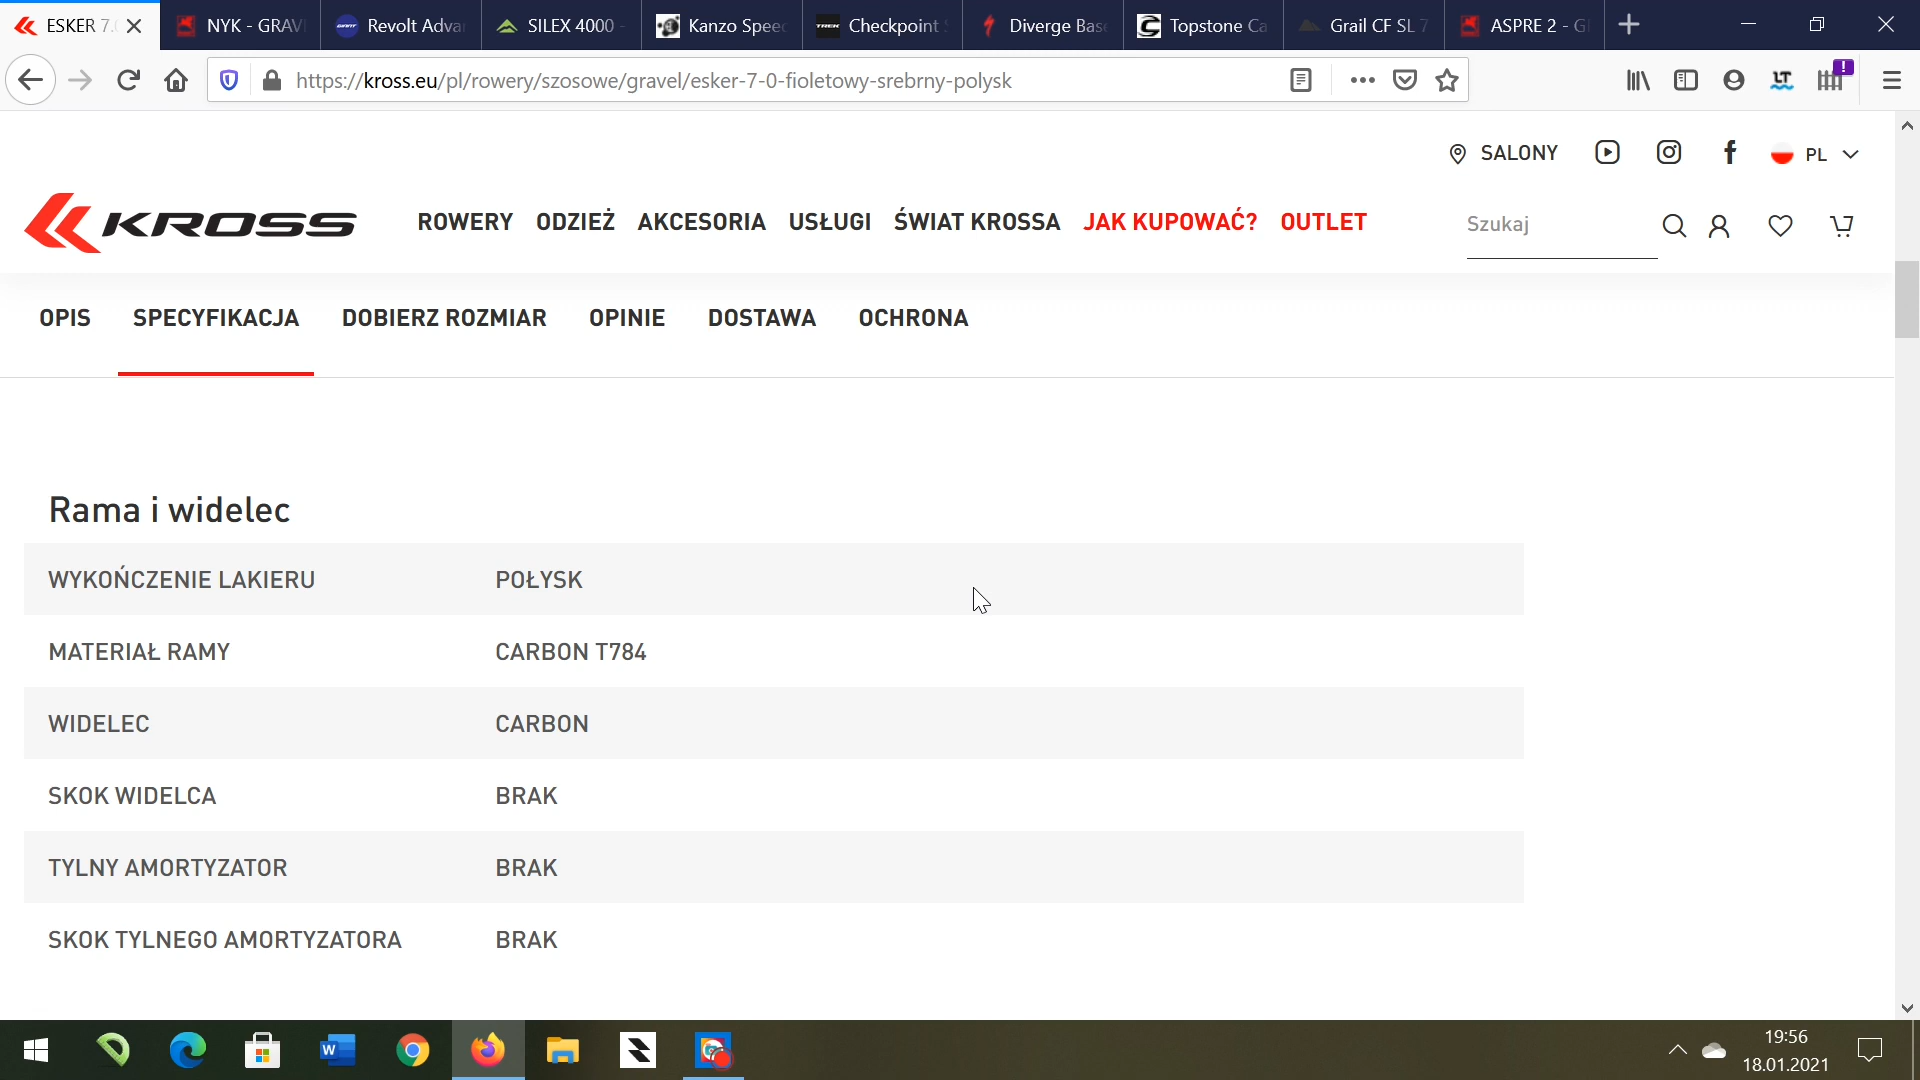 ESKER 7.0
NYK - GRAV
Revolt Adva
SILEX 4000 -
Kanzo Speed
Checkpoint S
Diverge Base
Topstone Ca
Grail CF SL 7
ASPRE 2 - G
https://kross.eu/pl/rowery/szosowe/gravel/esker-7-0-fioletowy-srebrny-polysk
SALONY
PL
KROSS
ROWERY ODZIEŻ AKCESORIA USŁUGI ŚWIAT KROSSA JAK KUPOWAĆ? OUTLET
Szukaj
OPIS SPECYFIKACJA DOBIERZ ROZMIAR OPINIE DOSTAWA OCHRONA
Rama i widelec
WYKOŃCZENIE LAKIERU POŁYSK
MATERIAŁ RAMY CARBON T784
WIDELEC CARBON
SKOK WIDELCA BRAK
TYLNY AMORTYZATOR BRAK
SKOK TYLNEGO AMORTYZATORA BRAK
19:56
18.01.2021